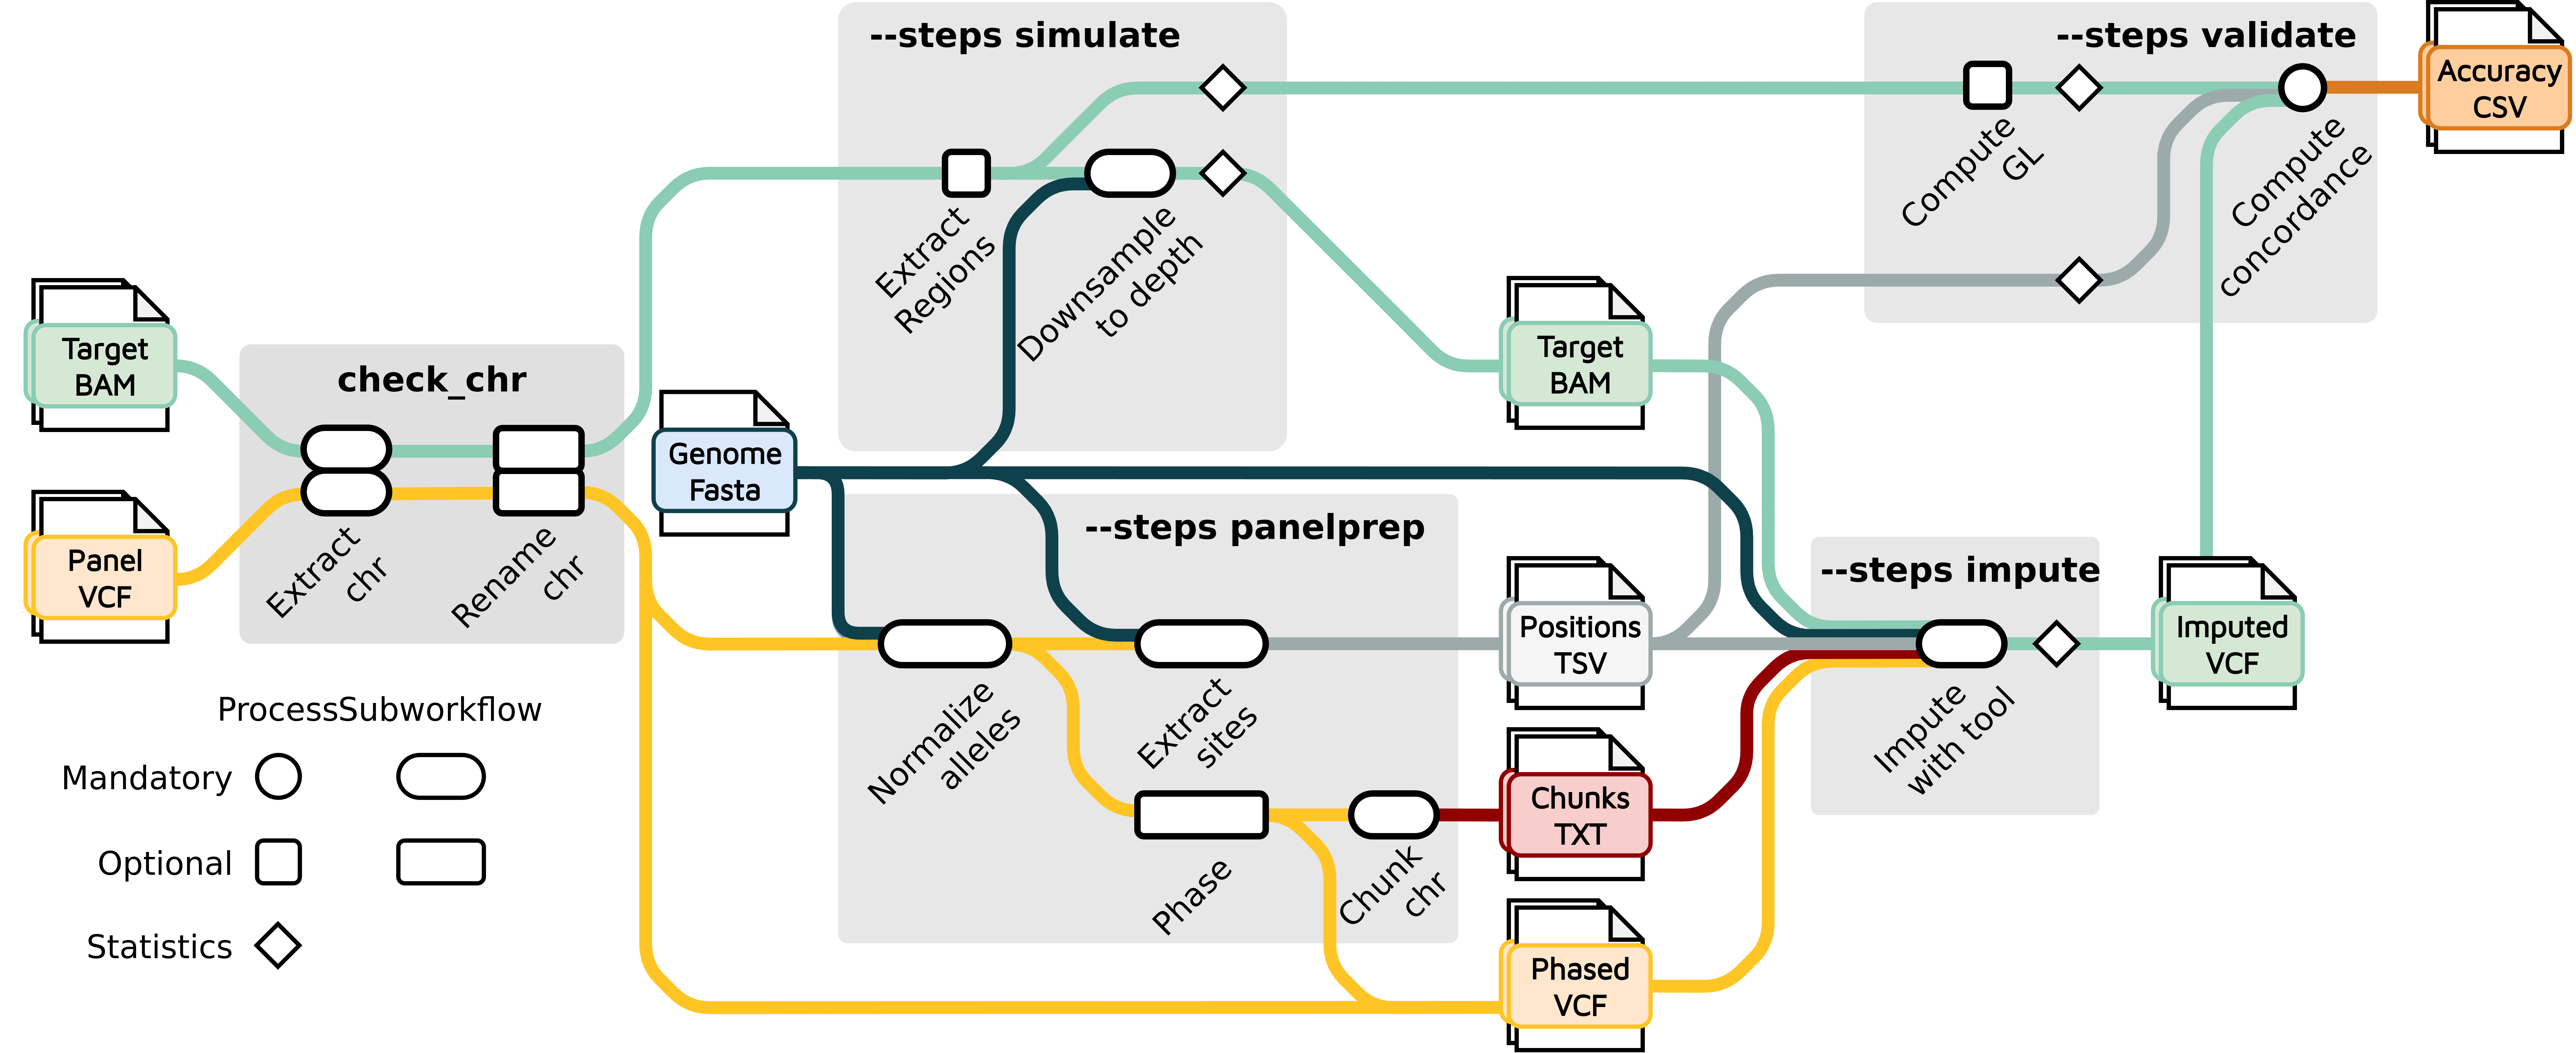 --steps simulate
--steps validate
Accuracy
CSV
Extract
Regions
Downsample
to depth
Compute
GL
Compute
concordance
Target
BAM
check_chr
Target
BAM
Genome
Fasta
Panel
VCF
Extract
chr
Rename
chr
--steps panelprep
--steps impute
Positions
TSV
Imputed
VCF
Normalize
alleles
Extract
sites
Impute
with tool
Process Subworkflow
Mandatory
Optional
Statistics
Phase
Chunk
chr
Chunks
TXT
Phased
VCF